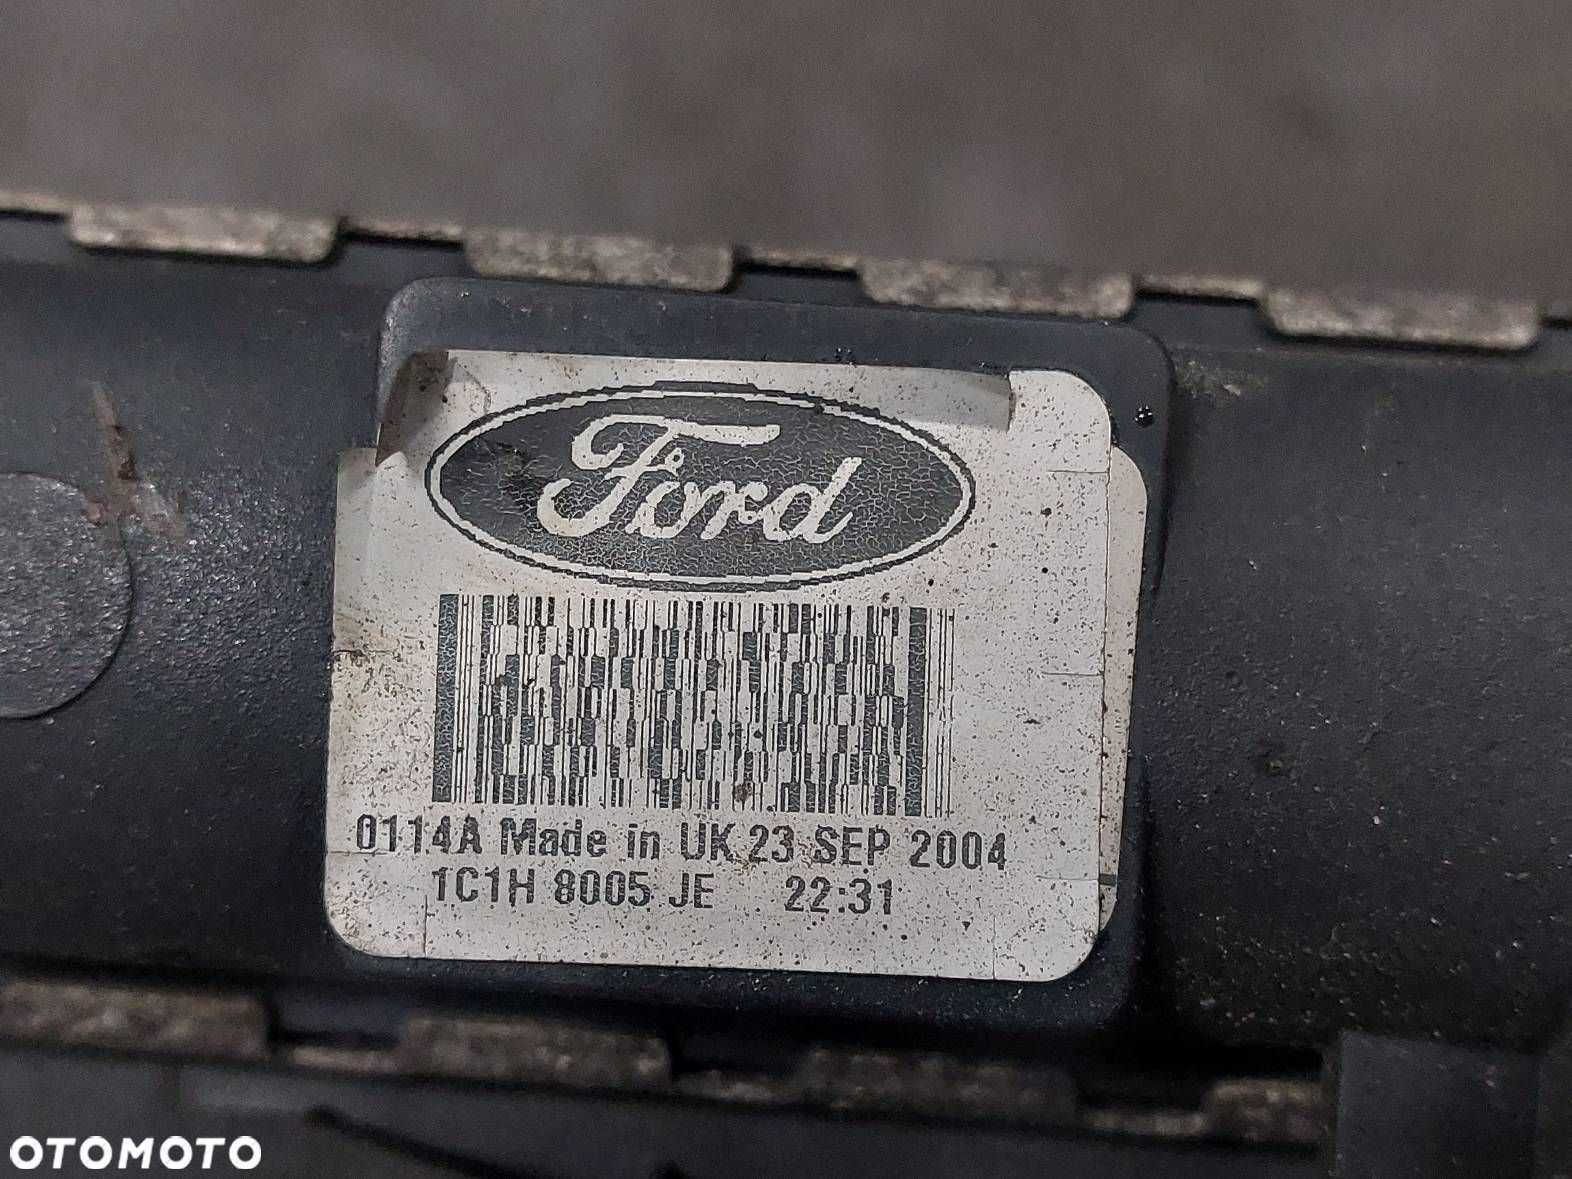 Ford
0114A Made in UK 23 SEP 2004
1C1H 8005 JE 22:31
OTOMOTO